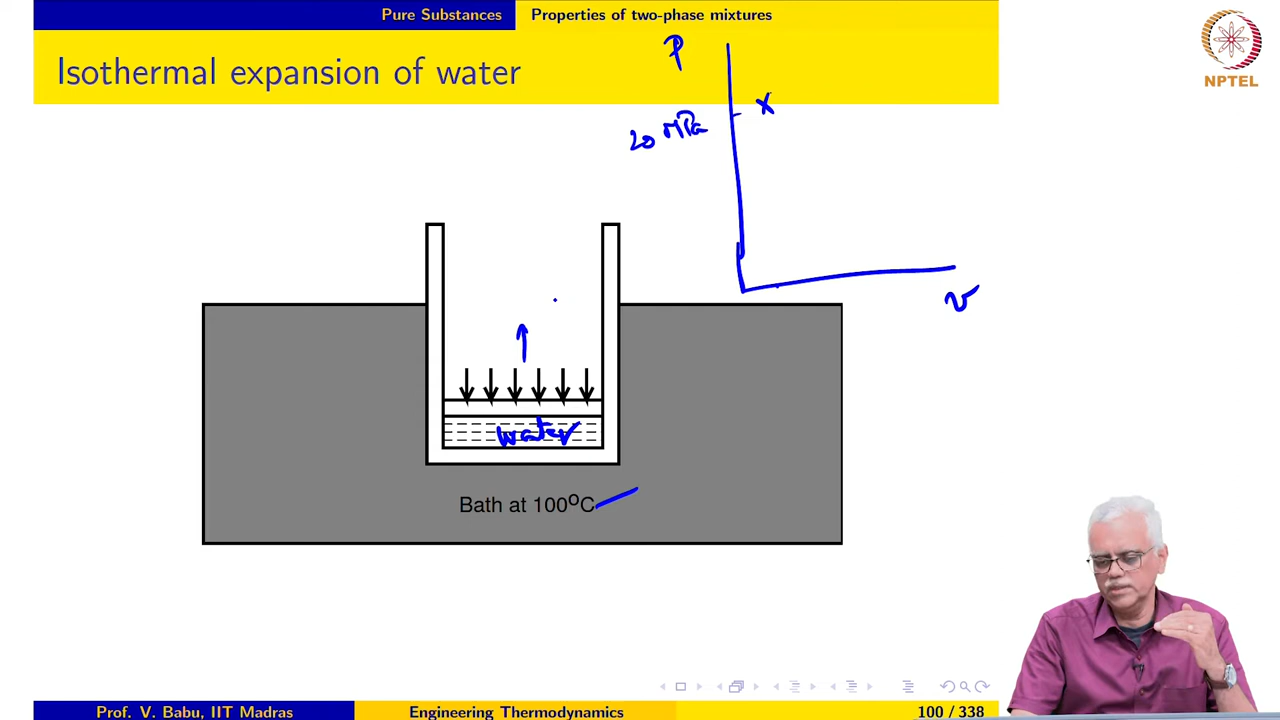 Pure Substances
Properties of two-phase mixtures
Isothermal expansion of water
NPTEL
P
20 MPa
x
v
water
Bath at 100°C
Prof. V. Babu, IIT Madras
Engineering Thermodynamics
100 / 338